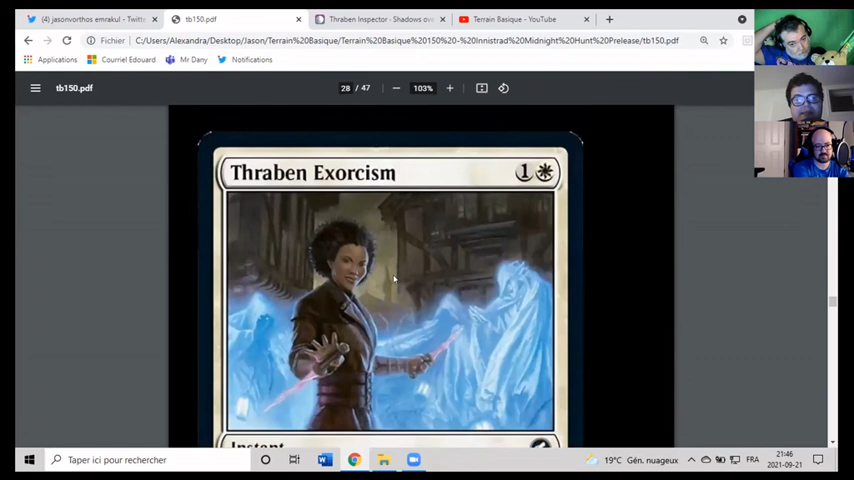 (4) jasonvorthos emrakul - Twitte
tb150.pdf
Thraben Inspector - Shadows ove
Terrain Basique - YouTube
Fichier
C:/Users/Alexandra/Desktop/Jason/Terrain%20Basique/Terrain%20Basique%20150%20-%20Innistrad%20Midnight%20Hunt%20Prelease/tb150.pdf
Applications
Courriel Edouard
Mr Dany
Notifications
tb150.pdf
28 / 47
103%
Thraben Exorcism
1
Instant
Taper ici pour rechercher
19°C Gén. nuageux
FRA
21:46
2021-09-21